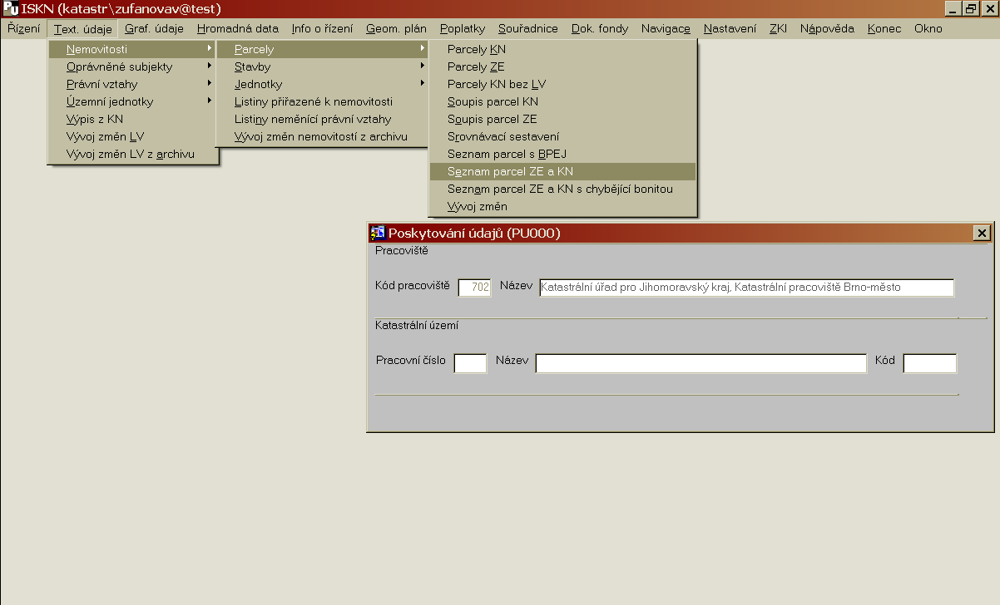 ISKN (katastr\zufanovav@test)
Řízení Text. údaje Graf. údaje Hromadná data Info o řízení Geom. plán Poplatky Souřadnice Dok. fondy Navigace Nastavení ZKI Nápověda Konec Okno
Nemovitosti
Oprávněné subjekty
Právní vztahy
Územní jednotky
Výpis z KN
Vývoj změn LV
Vývoj změn LV z archivu
Parcely
Stavby
Jednotky
Listiny přiřazené k nemovitosti
Listiny neměnící právní vztahy
Vývoj změn nemovitostí z archivu
Parcely KN
Parcely ZE
Parcely KN bez LV
Soupis parcel KN
Soupis parcel ZE
Srovnávací sestavení
Seznam parcel s BPEJ
Seznam parcel ZE a KN
Seznam parcel ZE a KN s chybějící bonitou
Vývoj změn
Poskytování údajů (PU000)
Pracoviště
Kód pracoviště 702 Název Katastrální úřad pro Jihomoravský kraj, Katastrální pracoviště Brno-město
Katastrální území
Pracovní číslo Název Kód